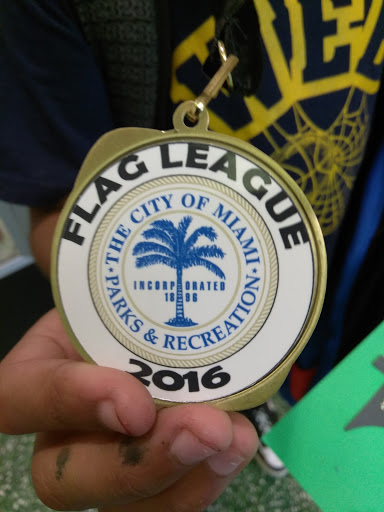 FLAG LEAGUE
THE CITY OF MIAMI
INCORPORATED
1896
PARKS & RECREATION
2016